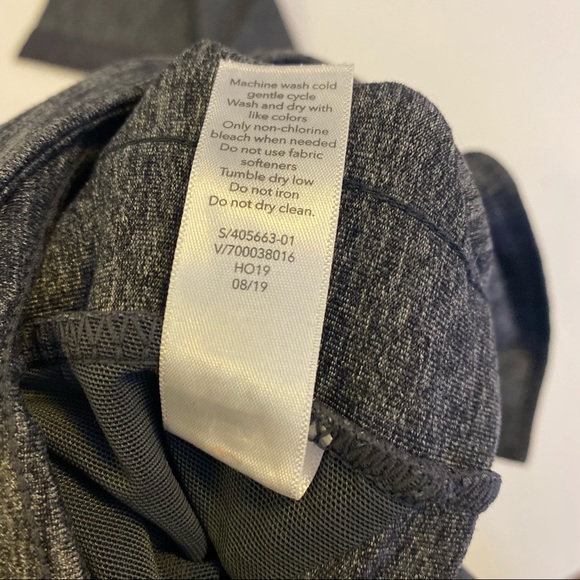 Machine wash cold
gentle cycle
Wash and dry with
like colors
Only non-chlorine
bleach when needed
Do not use fabric
softeners
Tumble dry low
Do not iron
Do not dry clean.
S/405663-01
V/700038016
HO19
08/19